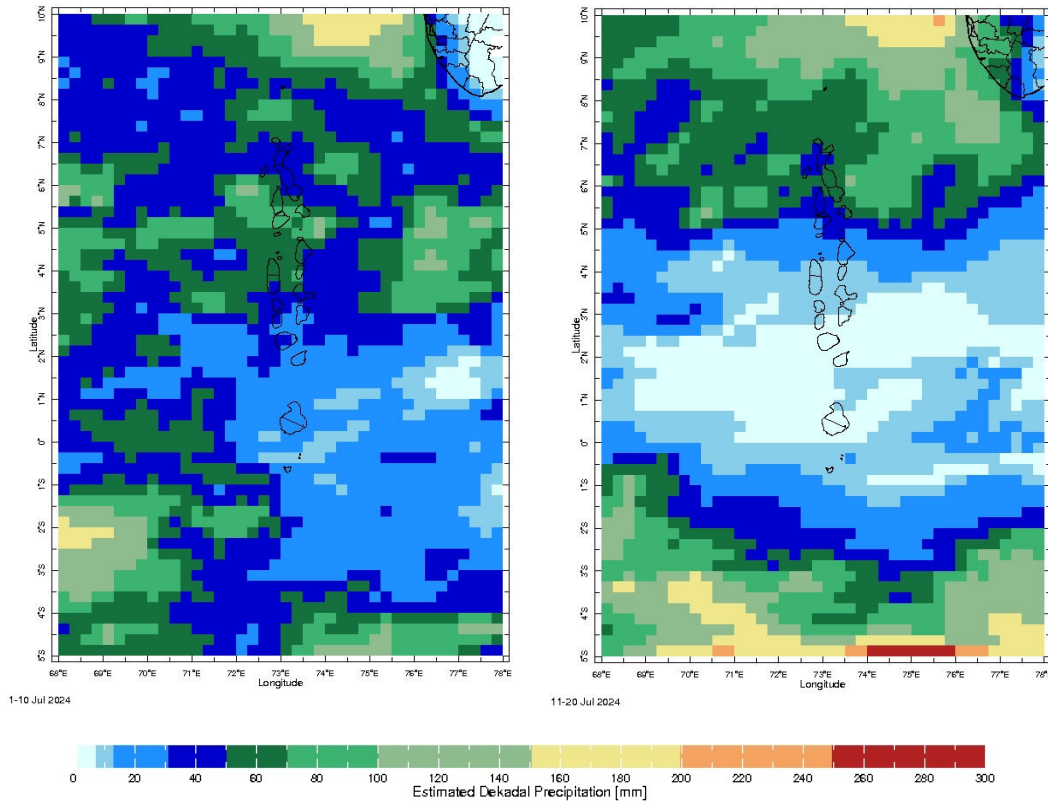 10°N
9°N
8°N
7°N
6°N
5°N
4°N
3°N
2°N
1°N
0°
1°S
2°S
3°S
4°S
5°S
Latitude
68°E 69°E 70°E 71°E 72°E 73°E 74°E 75°E 76°E 77°E 78°E
Longitude
1-10 Jul 2024
10°N
9°N
8°N
7°N
6°N
5°N
4°N
3°N
2°N
1°N
0°
1°S
2°S
3°S
4°S
5°S
Latitude
68°E 69°E 70°E 71°E 72°E 73°E 74°E 75°E 76°E 77°E 78°
Longitude
11-20 Jul 2024
0 20 40 60 80 100 120 140 160 180 200 220 240 260 280 300
Estimated Dekadal Precipitation [mm]